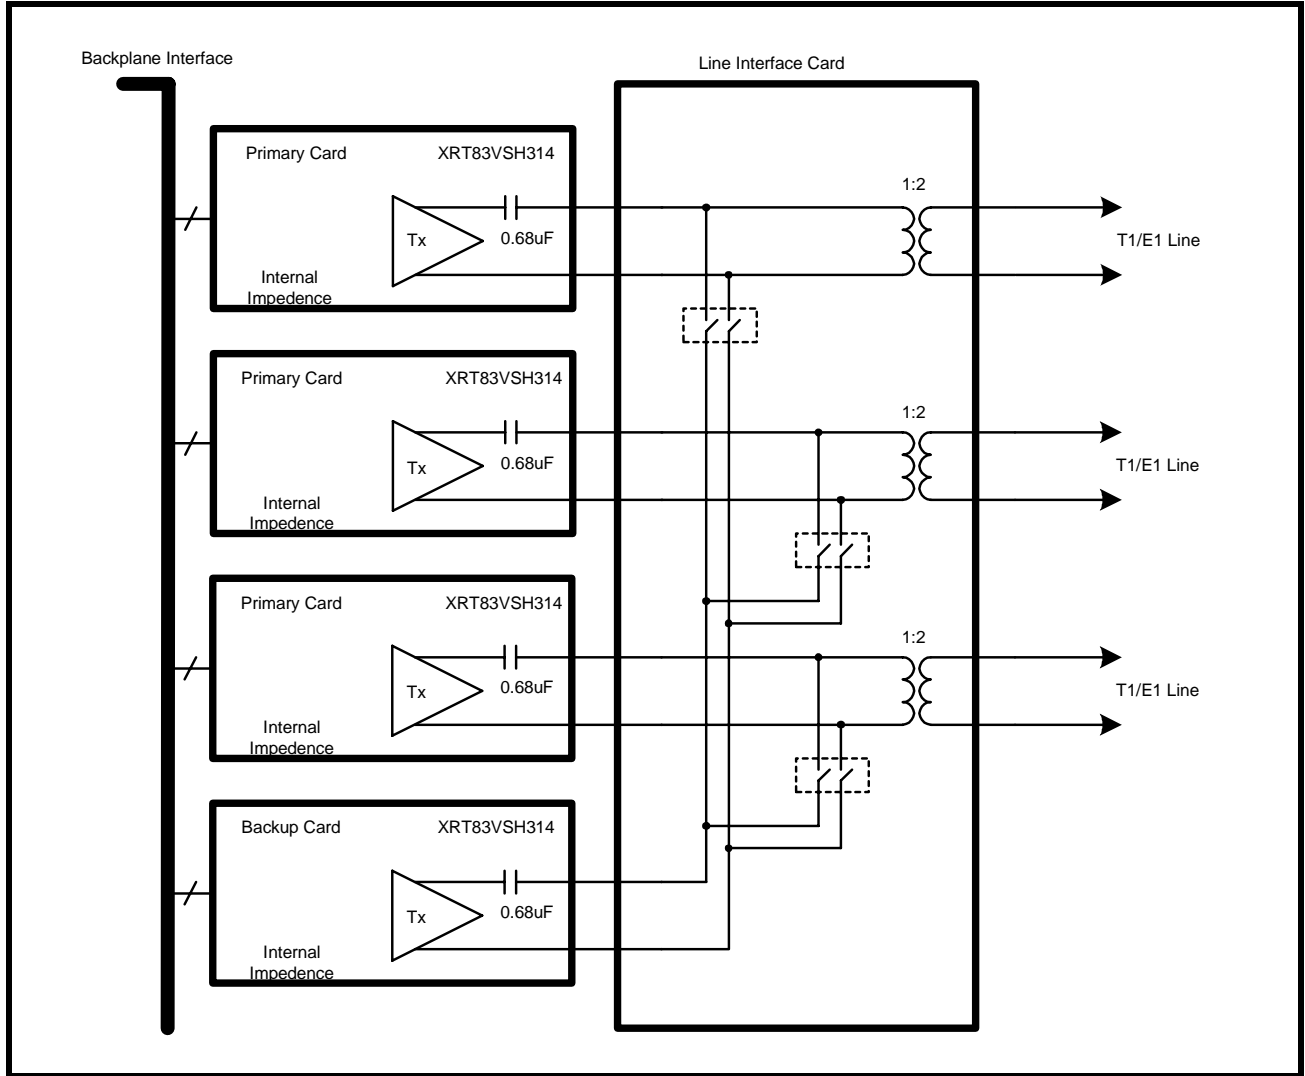 Backplane Interface
Line Interface Card
Primary Card XRT83VSH314
1:2
Tx
0.68uF
T1/E1 Line
Internal
Impedence
Primary Card XRT83VSH314
1:2
Tx
0.68uF
T1/E1 Line
Internal
Impedence
Primary Card XRT83VSH314
1:2
Tx
0.68uF
T1/E1 Line
Internal
Impedence
Backup Card XRT83VSH314
Tx
0.68uF
Internal
Impedence